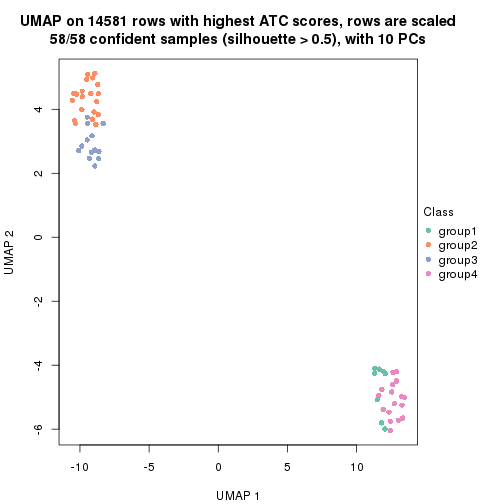 UMAP on 14581 rows with highest ATC scores, rows are scaled
58/58 confident samples (silhouette > 0.5), with 10 PCs
4
2
0
-2
-4
-6
UMAP 2
-10
-5
0
5
10
UMAP 1
Class
group1
group2
group3
group4